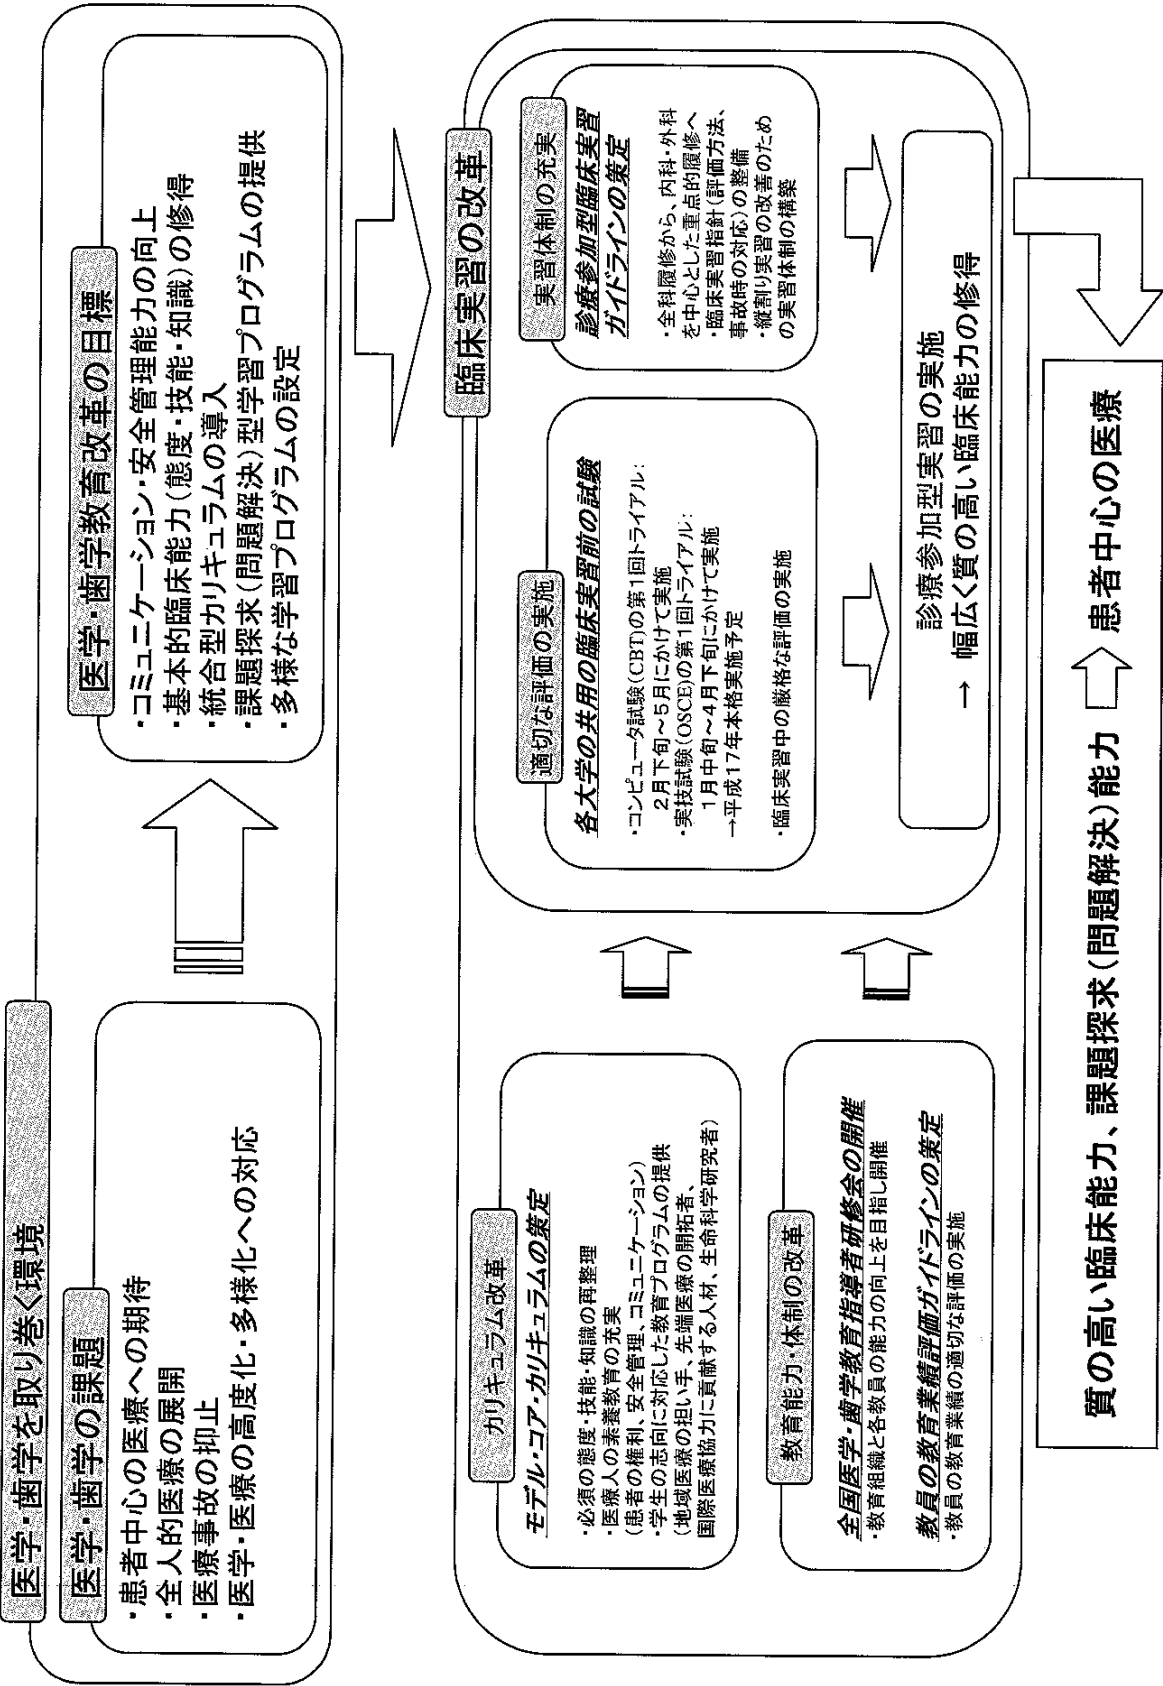 医学・歯学を取り巻く環境
医学・歯学の課題
・患者中心の医療への期待
・全人的医療の展開
・医療事故の抑止
・医学・医療の高度化・多様化への対応
医学・歯学教育改革の目標
・コミュニケーション・安全管理能力の向上
・基本的臨床能力(態度・技能・知識)の修得
・統合型カリキュラムの導入
・課題探求(問題解決)型学習プログラムの提供
・多様な学習プログラムの設定
カリキュラム改革
モデル・コア・カリキュラムの策定
・必須の態度・技能・知識の再整理
・医療人の素養教育の充実
(患者の権利、安全管理、コミュニケーション)
・学生の志向に対応した教育プログラムの提供
(地域医療の担い手、先端医療の開拓者、
国際医療協力に貢献する人材、生命科学研究者)
教育能力・体制の改革
全国医学・歯学教育指導者研修会の開催
・教育組織と各教員の能力の向上を目指し開催
教員の教育業績評価ガイドラインの策定
・教員の教育業績の適切な評価の実施
臨床実習の改革
適切な評価の実施
各大学の共用の臨床実習前の試験
・コンピュータ試験(CBT)の第1回トライアル:
2月下旬～5月にかけて実施
・実技試験(OSCE)の第1回トライアル:
1月中旬～4月下旬にかけて実施
→平成17年本格実施予定
・臨床実習中の厳格な評価の実施
実習体制の充実
診療参加型臨床実習
ガイドラインの策定
・全科履修から、内科・外科
を中心とした重点的履修へ
・臨床実習指針(評価方法、
事故時の対応)の整備
・縦割り実習の改善のため
の実習体制の構築
診療参加型実習の実施
→ 幅広く質の高い臨床能力の修得
質の高い臨床能力、課題探求(問題解決)能力 ⇨ 患者中心の医療